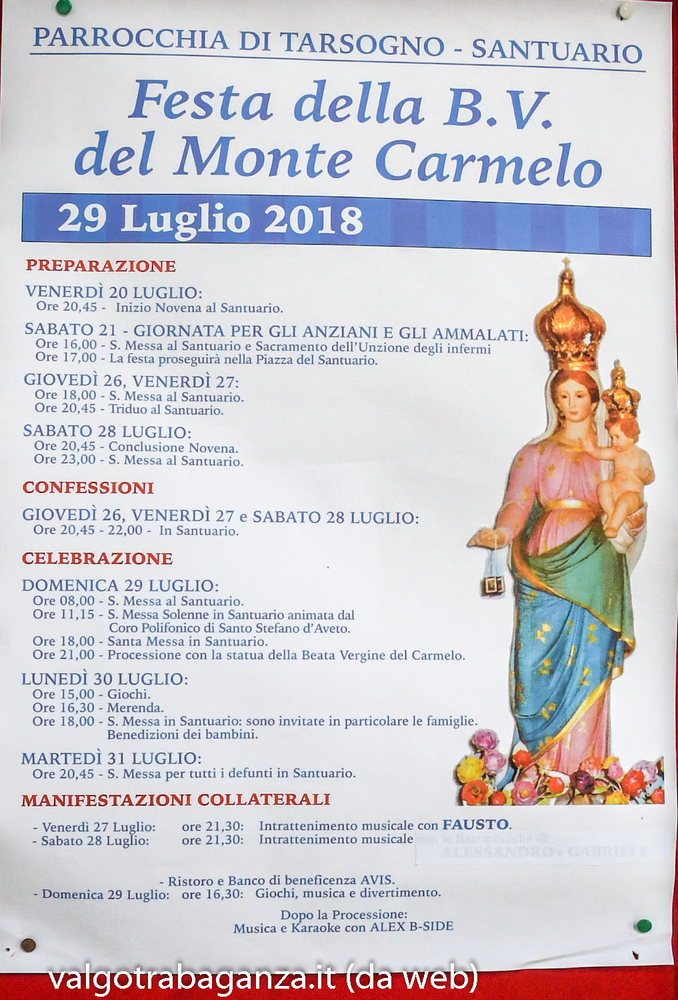 PARROCCHIA DI TARSOGNO - SANTUARIO
Festa della B.V.
del Monte Carmelo
29 Luglio 2018
PREPARAZIONE
VENERDÌ 20 LUGLIO:
Ore 20,45 - Inizio Novena al Santuario.
SABATO 21 - GIORNATA PER GLI ANZIANI E GLI AMMALATI:
Ore 16,00 - S. Messa al Santuario e Sacramento dell'Unzione degli infermi
Ore 17,00 - La festa proseguirà nella Piazza del Santuario.
GIOVEDÌ 26, VENERDÌ 27:
Ore 18,00 - S. Messa al Santuario.
Ore 20,45 - Triduo al Santuario.
SABATO 28 LUGLIO:
Ore 20,45 - Conclusione Novena.
Ore 23,00 - S. Messa al Santuario.
CONFESSIONI
GIOVEDÌ 26, VENERDÌ 27 e SABATO 28 LUGLIO:
Ore 20,45 - 22,00 - In Santuario.
CELEBRAZIONE
DOMENICA 29 LUGLIO:
Ore 08,00 - S. Messa al Santuario.
Ore 11,15 - S. Messa Solenne in Santuario animata dal
Coro Polifonico di Santo Stefano d'Aveto.
Ore 18,00 - Santa Messa in Santuario.
Ore 21,00 - Processione con la statua della Beata Vergine del Carmelo.
LUNEDÌ 30 LUGLIO:
Ore 15,00 - Giochi.
Ore 16,30 - Merenda.
Ore 18,00 - S. Messa in Santuario: sono invitate in particolare le famiglie.
Benedizioni dei bambini.
MARTEDÌ 31 LUGLIO:
Ore 20,45 - S. Messa per tutti i defunti in Santuario.
MANIFESTAZIONI COLLATERALI
- Venerdì 27 Luglio: ore 21,30: Intrattenimento musicale con FAUSTO.
- Sabato 28 Luglio: ore 21,30: Intrattenimento musicale con le fisarmoniche di
ALESSANDRO e GABRIELE
- Ristoro e Banco di beneficenza AVIS.
- Domenica 29 Luglio: ore 16,30: Giochi, musica e divertimento.
Dopo la Processione:
Musica e Karaoke con ALEX B-SIDE
valgotrabaganza.it (da web)